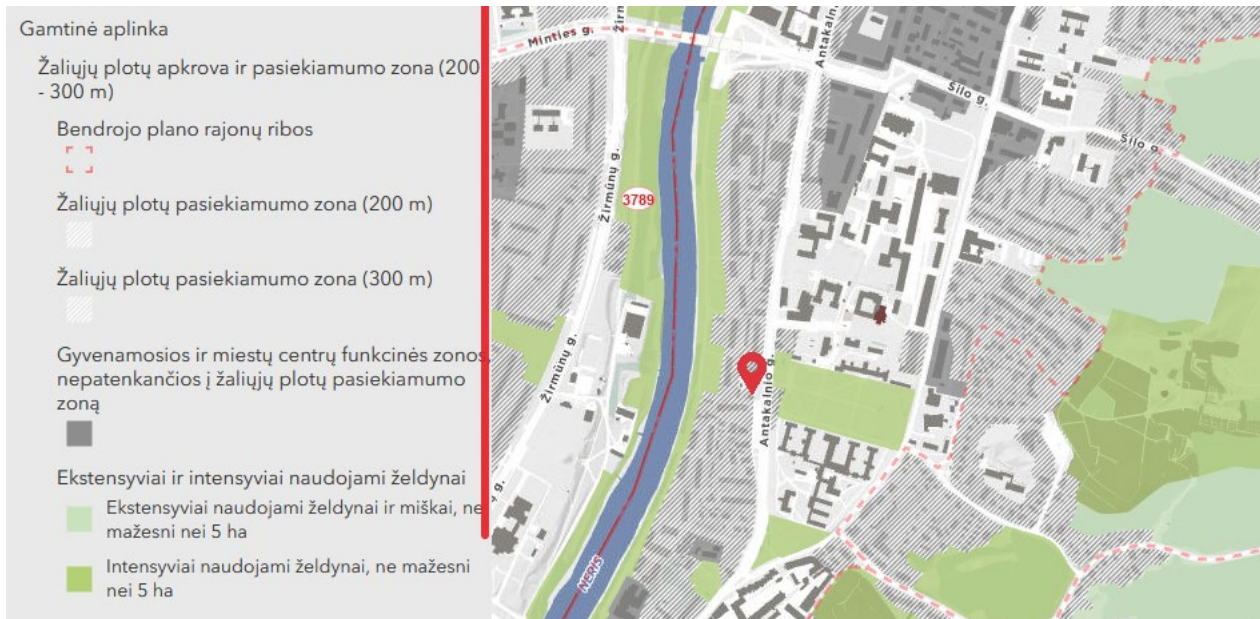 Gamtinė aplinka
Žaliųjų plotų apkrova ir pasiekiamumo zona (200
- 300 m)
Bendrojo plano rajonų ribos
Žaliųjų plotų pasiekiamumo zona (200 m)
Žaliųjų plotų pasiekiamumo zona (300 m)
Gyvenamosios ir miestų centrų funkcinės zonos,
nepatenkančios į žaliųjų plotų pasiekiamumo
zoną
Ekstensyviai ir intensyviai naudojami želdynai
Ekstensyviai naudojami želdynai ir miškai, ne
mažesni nei 5 ha
Intensyviai naudojami želdynai, ne mažesni
nei 5 ha
Minties g.
Žirm
Antakaln
Šilo g.
Šilo g.
Žirmūnų g.
3789
Žirmūnų g.
Antakalnio g.
g.
NERIS